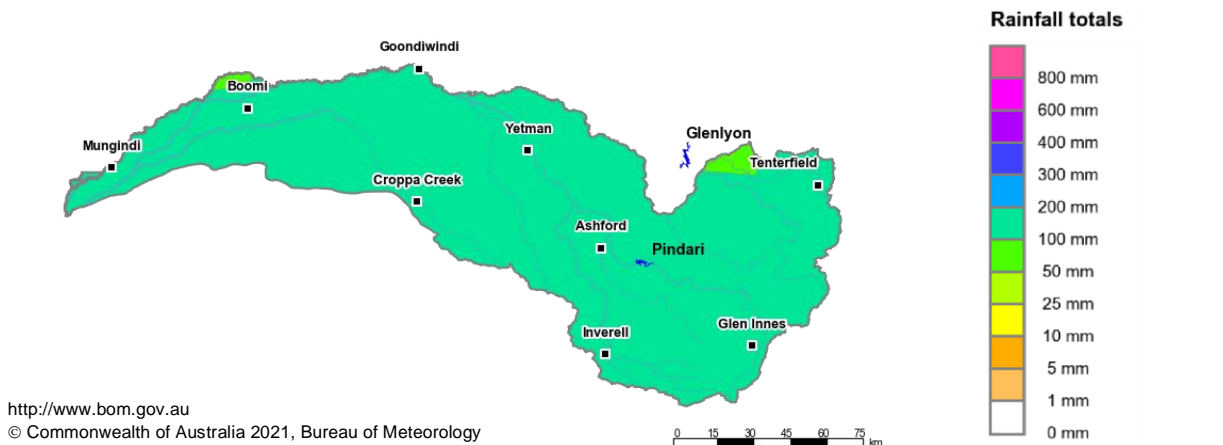 Rainfall totals
Goondiwindi
Boomi
Mungindi
Yetman
Glenlyon
Tenterfield
Croppa Creek
Ashford
Pindari
Glen Innes
Inverell
800 mm
600 mm
400 mm
300 mm
200 mm
100 mm
50 mm
25 mm
10 mm
5 mm
1 mm
0 mm
http://www.bom.gov.au
© Commonwealth of Australia 2021, Bureau of Meteorology
0 15 30 45 60 75
km